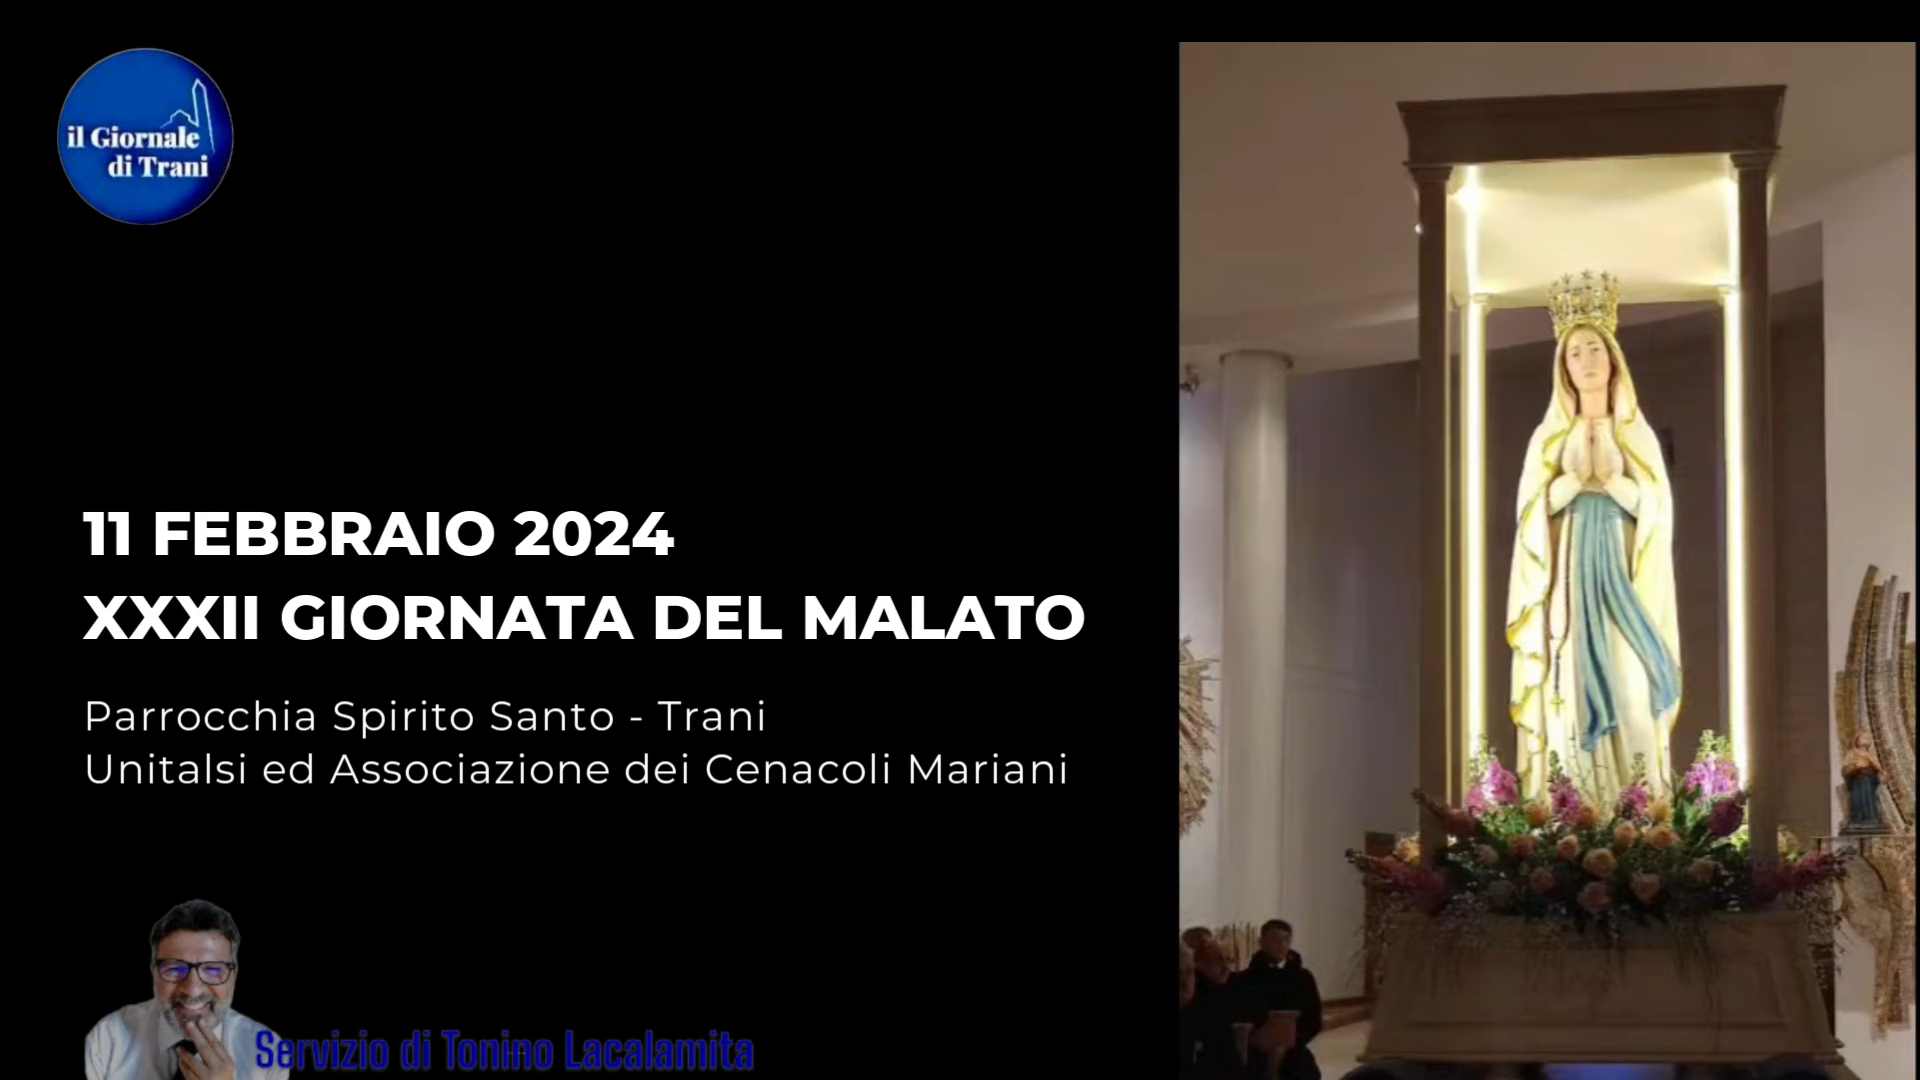 il Giornale
di Trani
11 FEBBRAIO 2024
XXXII GIORNATA DEL MALATO
Parrocchia Spirito Santo - Trani
Unitalsi ed Associazione dei Cenacoli Mariani
Servizio di Tonino Lacalamita